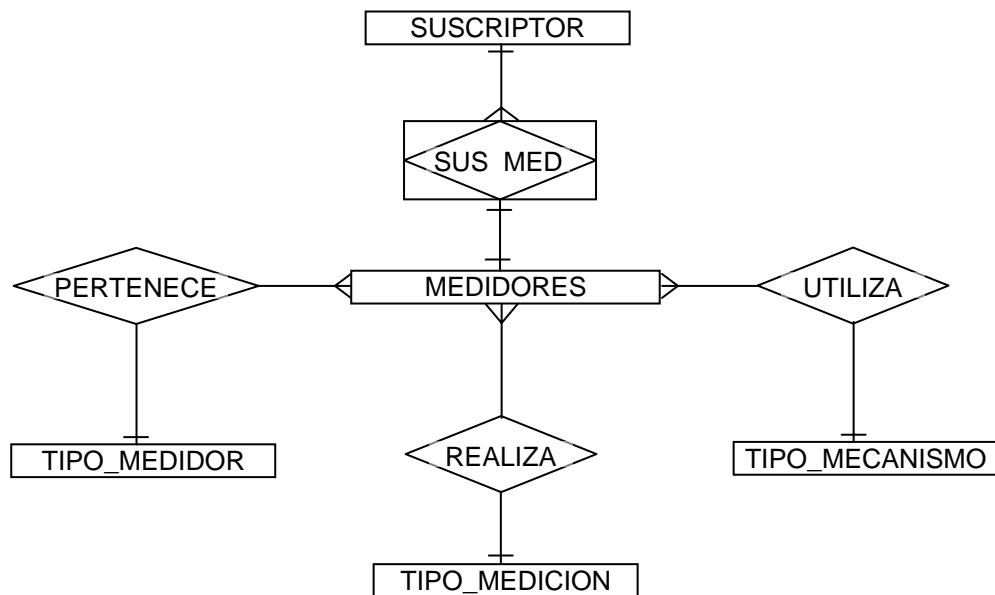 SUSCRIPTOR
SUS MED
PERTENECE
MEDIDORES
UTILIZA
TIPO_MEDIDOR
REALIZA
TIPO_MECANISMO
TIPO_MEDICION